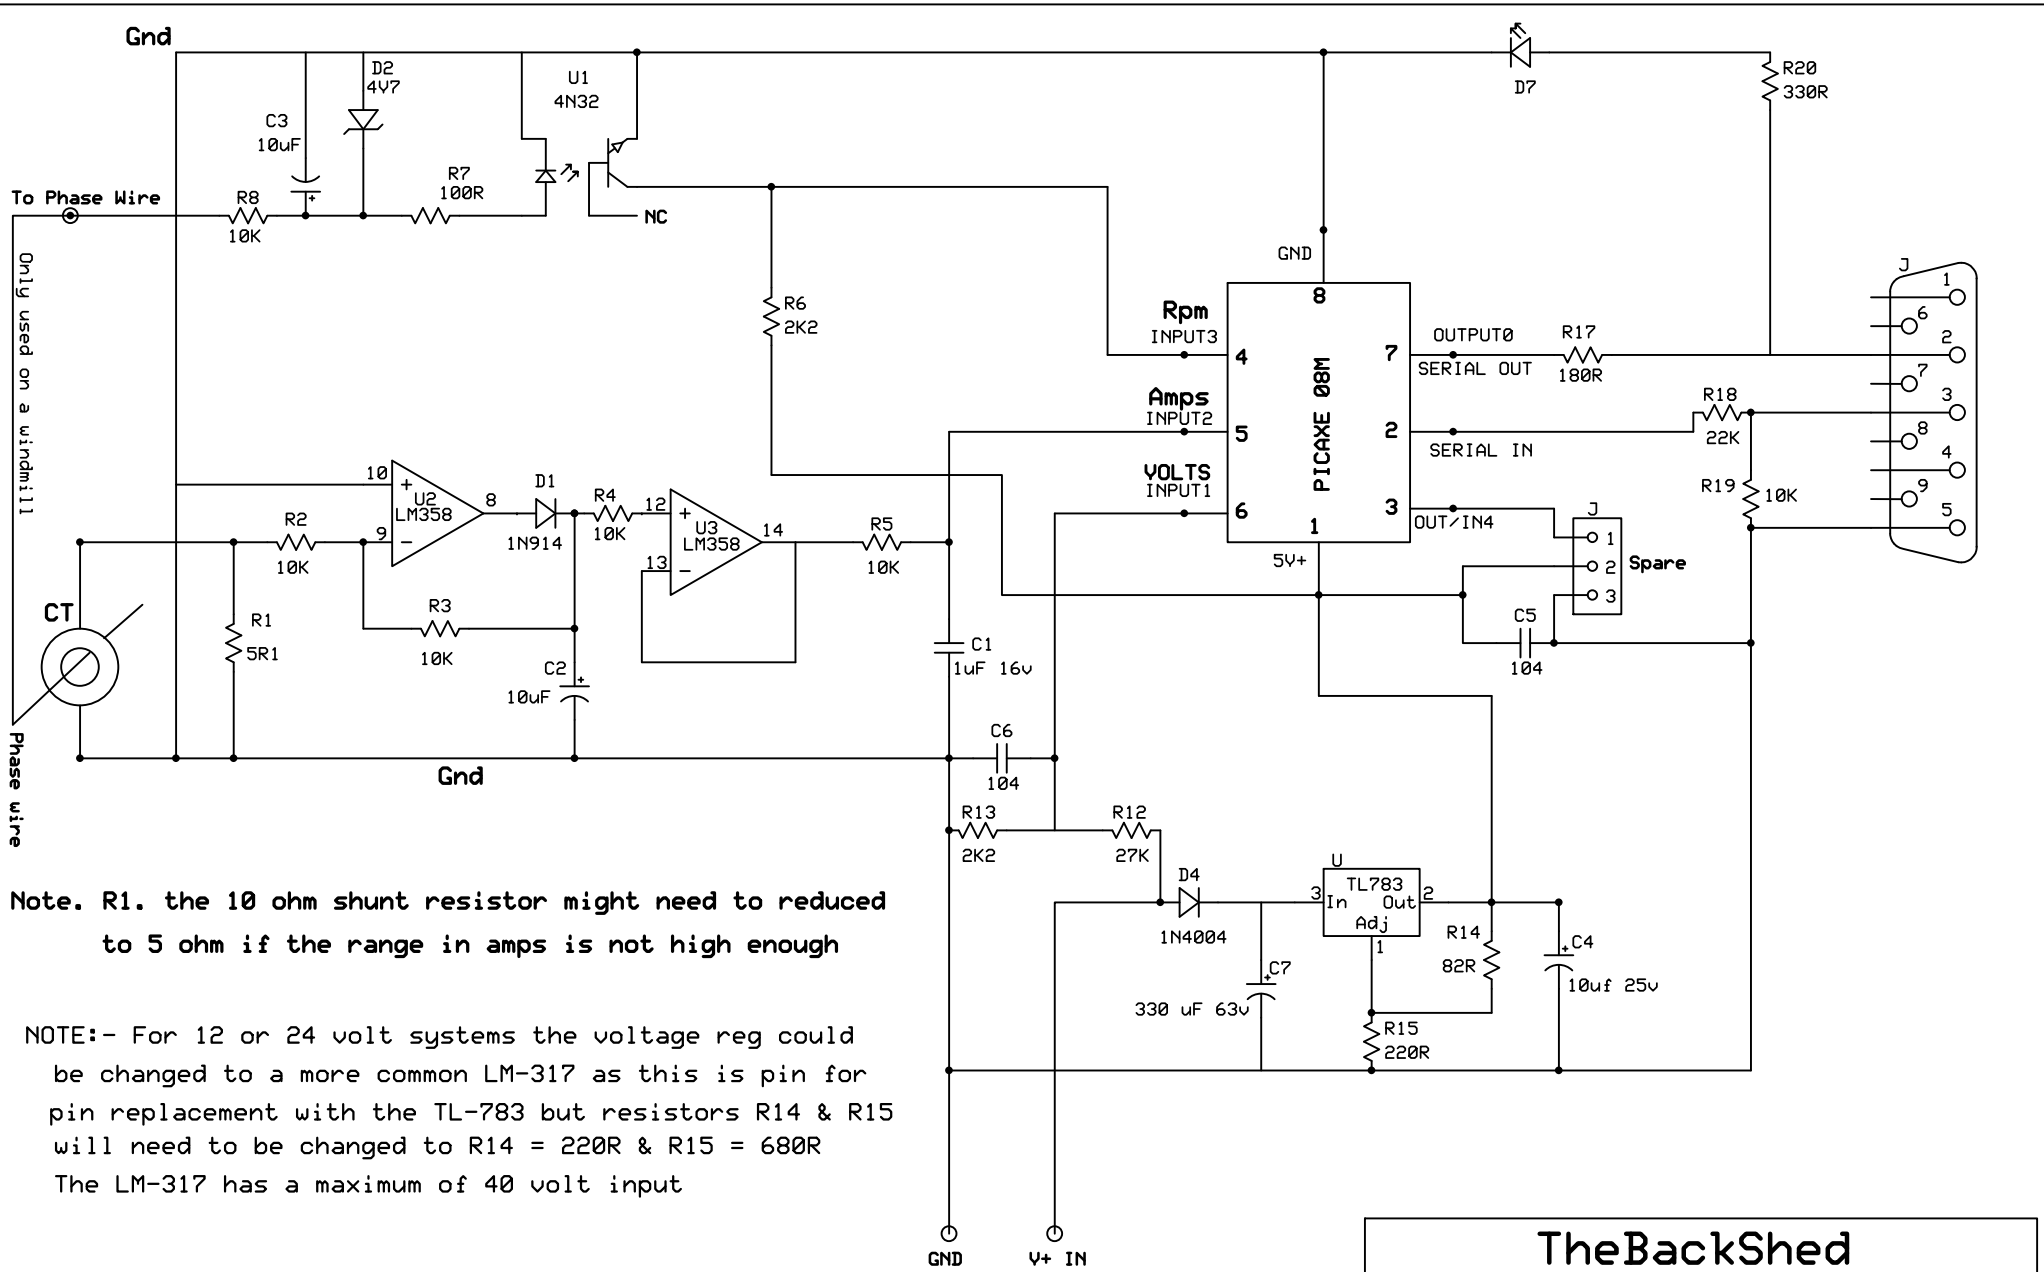 Gnd
D2
4V7
U1
4N32
C3
10uF
D7
R20
330R
To Phase Wire
R8
10K
R7
100R
NC
Only used on a windmill
GND
J
R6
2K2
Rpm
INPUT3
4
8
7
OUTPUT0
SERIAL OUT
R17
180R
1
6
2
7
3
8
4
9
5
Amps
INPUT2
5
PICAXE 08M
2
SERIAL IN
R18
22K
R19
10K
VOLTS
INPUT1
6
1
5V+
3
OUT/IN4
J
1
2
3
Spare
C5
104
10
+
U2
LM358
9
-
8
D1
1N914
R4
10K
12
+
U3
LM358
13
-
14
R5
10K
R2
10K
R3
10K
CT
R1
5R1
C2
+
10uF
C1
1uF 16v
Phase wire
Gnd
C6
104
R13
2K2
R12
27K
D4
1N4004
U
TL783
3
In
Out
2
Adj
1
R14
82R
+
C4
10uf 25v
+
C7
330 uF 63v
R15
220R
Note. R1. the 10 ohm shunt resistor might need to reduced
to 5 ohm if the range in amps is not high enough
NOTE:- For 12 or 24 volt systems the voltage reg could
be changed to a more common LM-317 as this is pin for
pin replacement with the TL-783 but resistors R14 & R15
will need to be changed to R14 = 220R & R15 = 680R
The LM-317 has a maximum of 40 volt input
GND
V+ IN
TheBackShed